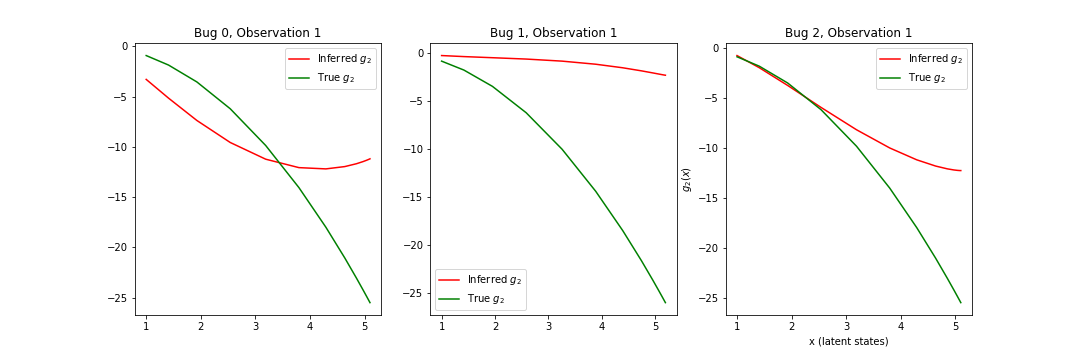 Bug 0, Observation 1
Inferred g₂
True g₂
0
−5
−10
−15
−20
−25
1 2 3 4 5
Bug 1, Observation 1
0
−5
−10
−15
−20
−25
Inferred g₂
True g₂
1 2 3 4 5
Bug 2, Observation 1
Inferred g₂
True g₂
g₂(x)
0
−5
−10
−15
−20
−25
1 2 3 4 5
x (latent states)